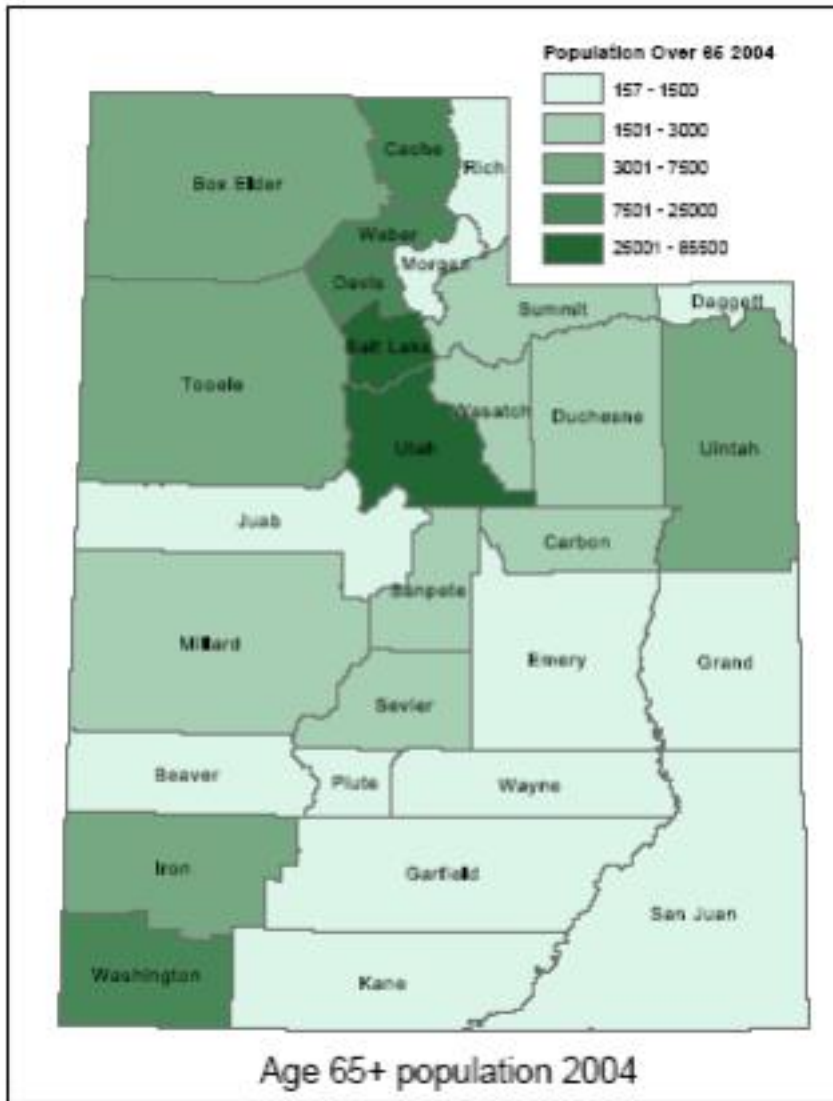 Population Over 65 2004
157 - 1500
1501 - 3000
3001 - 7500
7501 - 25000
25001 - 85500
Cache
Rich
Box Elder
Weber
Morgan
Davis
Daggett
Summit
Salt Lake
Tooele
Wasatch
Duchesne
Uintah
Utah
Juab
Carbon
Sanpete
Millard
Emery
Grand
Sevier
Beaver
Piute
Wayne
Iron
Garfield
San Juan
Washington
Kane
Age 65+ population 2004